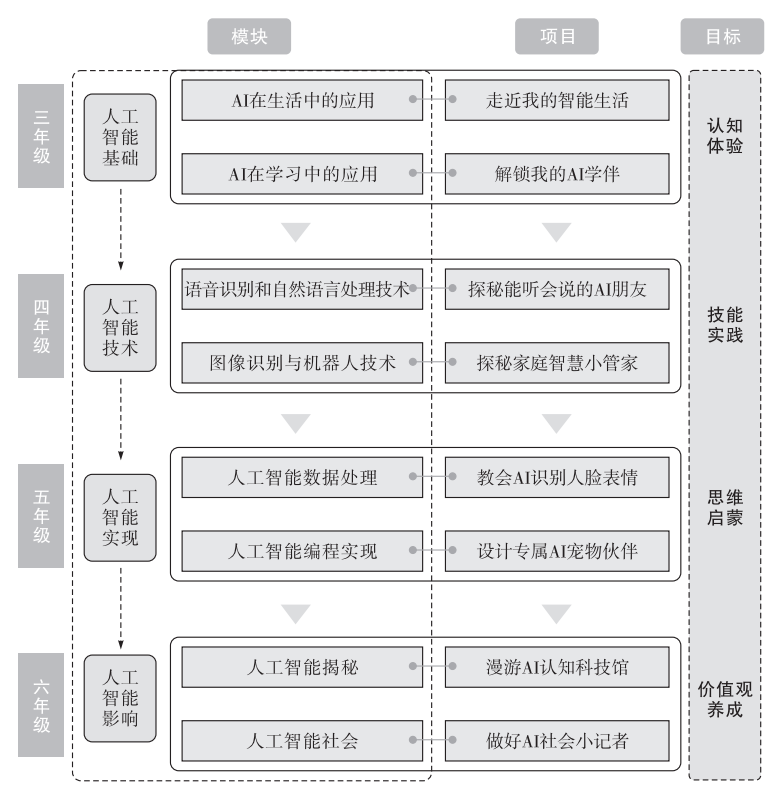 模块
项目
目标
三年级
人工
智能
基础
AI在生活中的应用
走近我的智能生活
AI在学习中的应用
解锁我的AI学伴
认知
体验
四年级
人工
智能
技术
语音识别和自然语言处理技术
探秘能听会说的AI朋友
图像识别与机器人技术
探秘家庭智慧小管家
技能
实践
五年级
人工
智能
实现
人工智能数据处理
教会AI识别人脸表情
人工智能编程实现
设计专属AI宠物伙伴
思维
启蒙
六年级
人工
智能
影响
人工智能揭秘
漫游AI认知科技馆
人工智能社会
做好AI社会小记者
价值观
养成